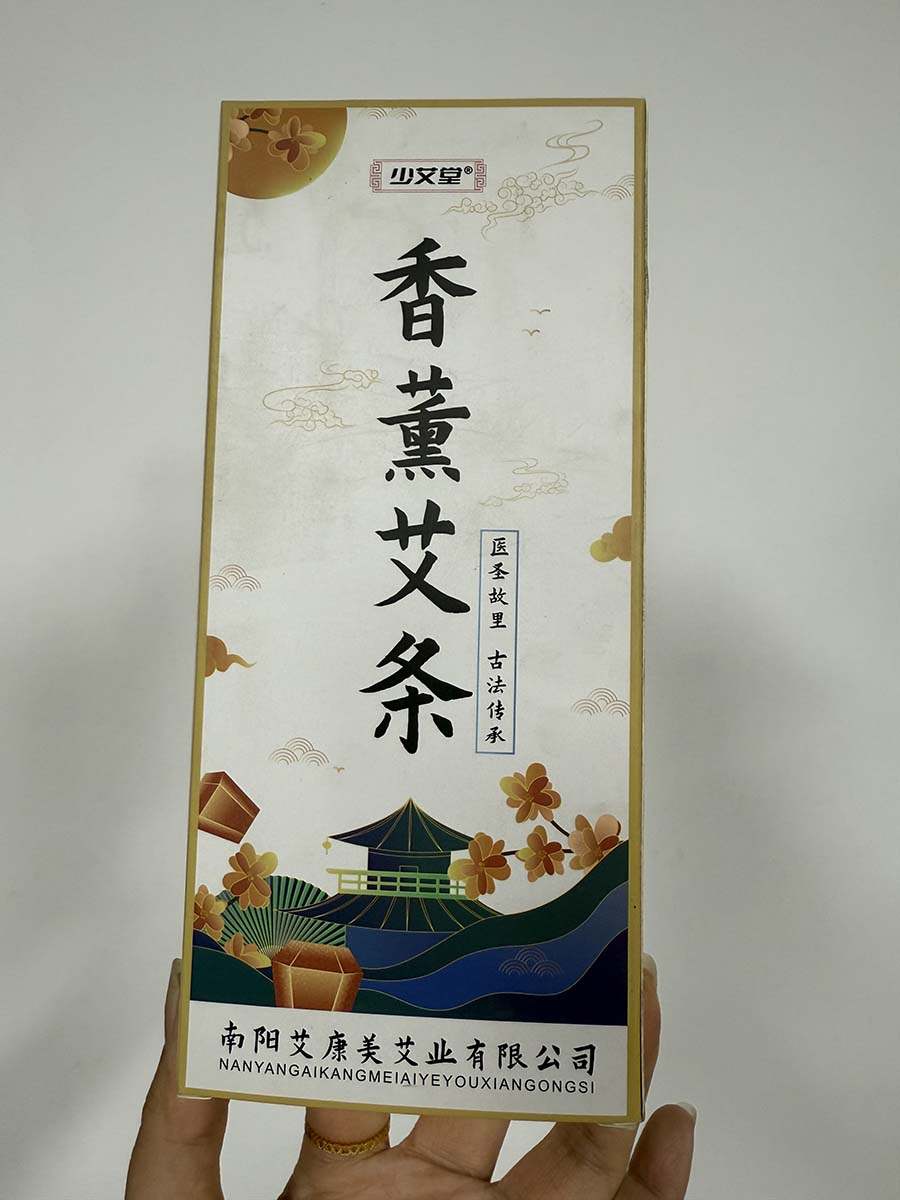 少艾堂®
香薰艾条
医圣故里 古法传承
南阳艾康美艾业有限公司
NANYANGAIKANGMEIAIYEYOUXIANGONGSI